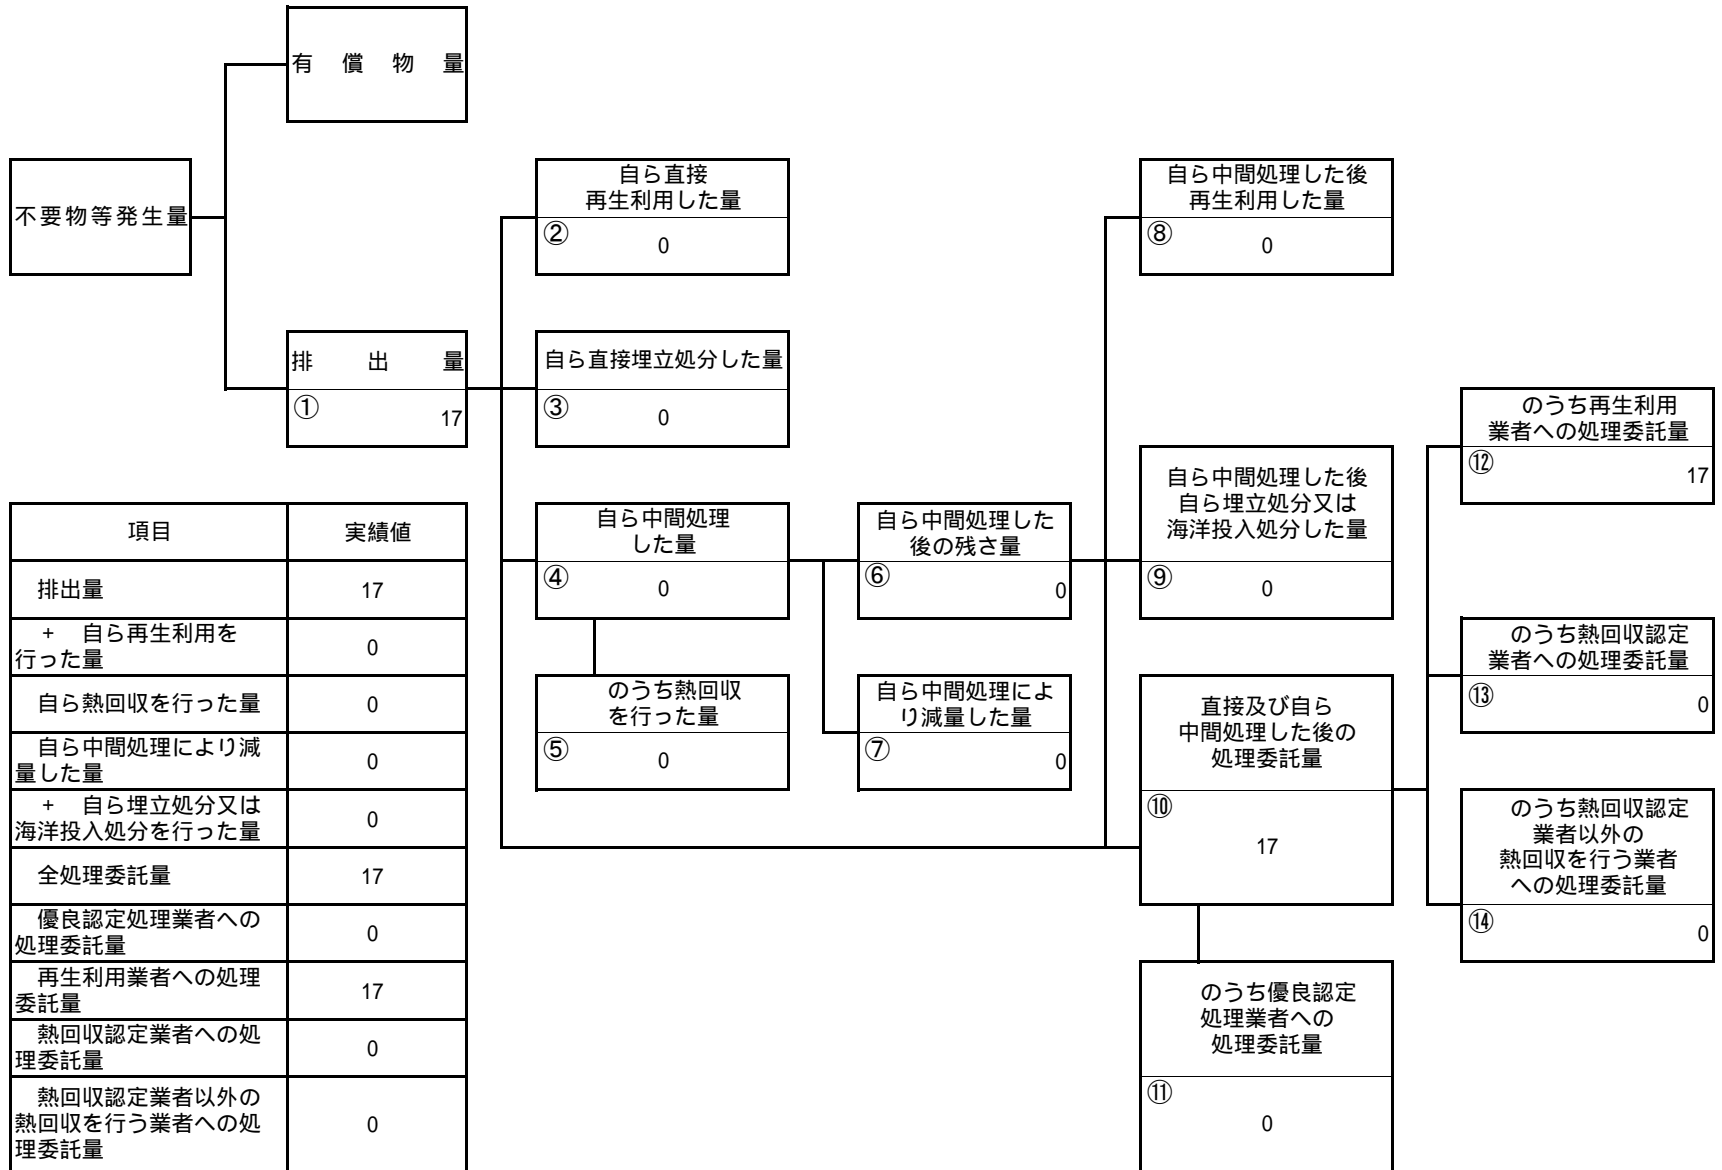 有償物量
不要物等発生量
排出量
①
17
自ら直接
再生利用した量
②
0
自ら直接埋立処分した量
③
0
自ら中間処理
した量
④
0
のうち熱回収
を行った量
⑤
0
自ら中間処理した
後の残さ量
⑥
0
自ら中間処理によ
り減量した量
⑦
0
自ら中間処理した後
再生利用した量
⑧
0
自ら中間処理した後
自ら埋立処分又は
海洋投入処分した量
⑨
0
直接及び自ら
中間処理した後の
処理委託量
⑩
17
のうち優良認定
処理業者への
処理委託量
⑪
0
のうち再生利用
業者への処理委託量
⑫
17
のうち熱回収認定
業者への処理委託量
⑬
0
のうち熱回収認定
業者以外の
熱回収を行う業者
への処理委託量
⑭
0
項目 実績値
排出量 17
+ 自ら再生利用を
行った量 0
自ら熱回収を行った量 0
自ら中間処理により減
量した量 0
+ 自ら埋立処分又は
海洋投入処分を行った量 0
全処理委託量 17
優良認定処理業者への
処理委託量 0
再生利用業者への処理
委託量 17
熱回収認定業者への処
理委託量 0
熱回収認定業者以外の
熱回収を行う業者への処
理委託量 0